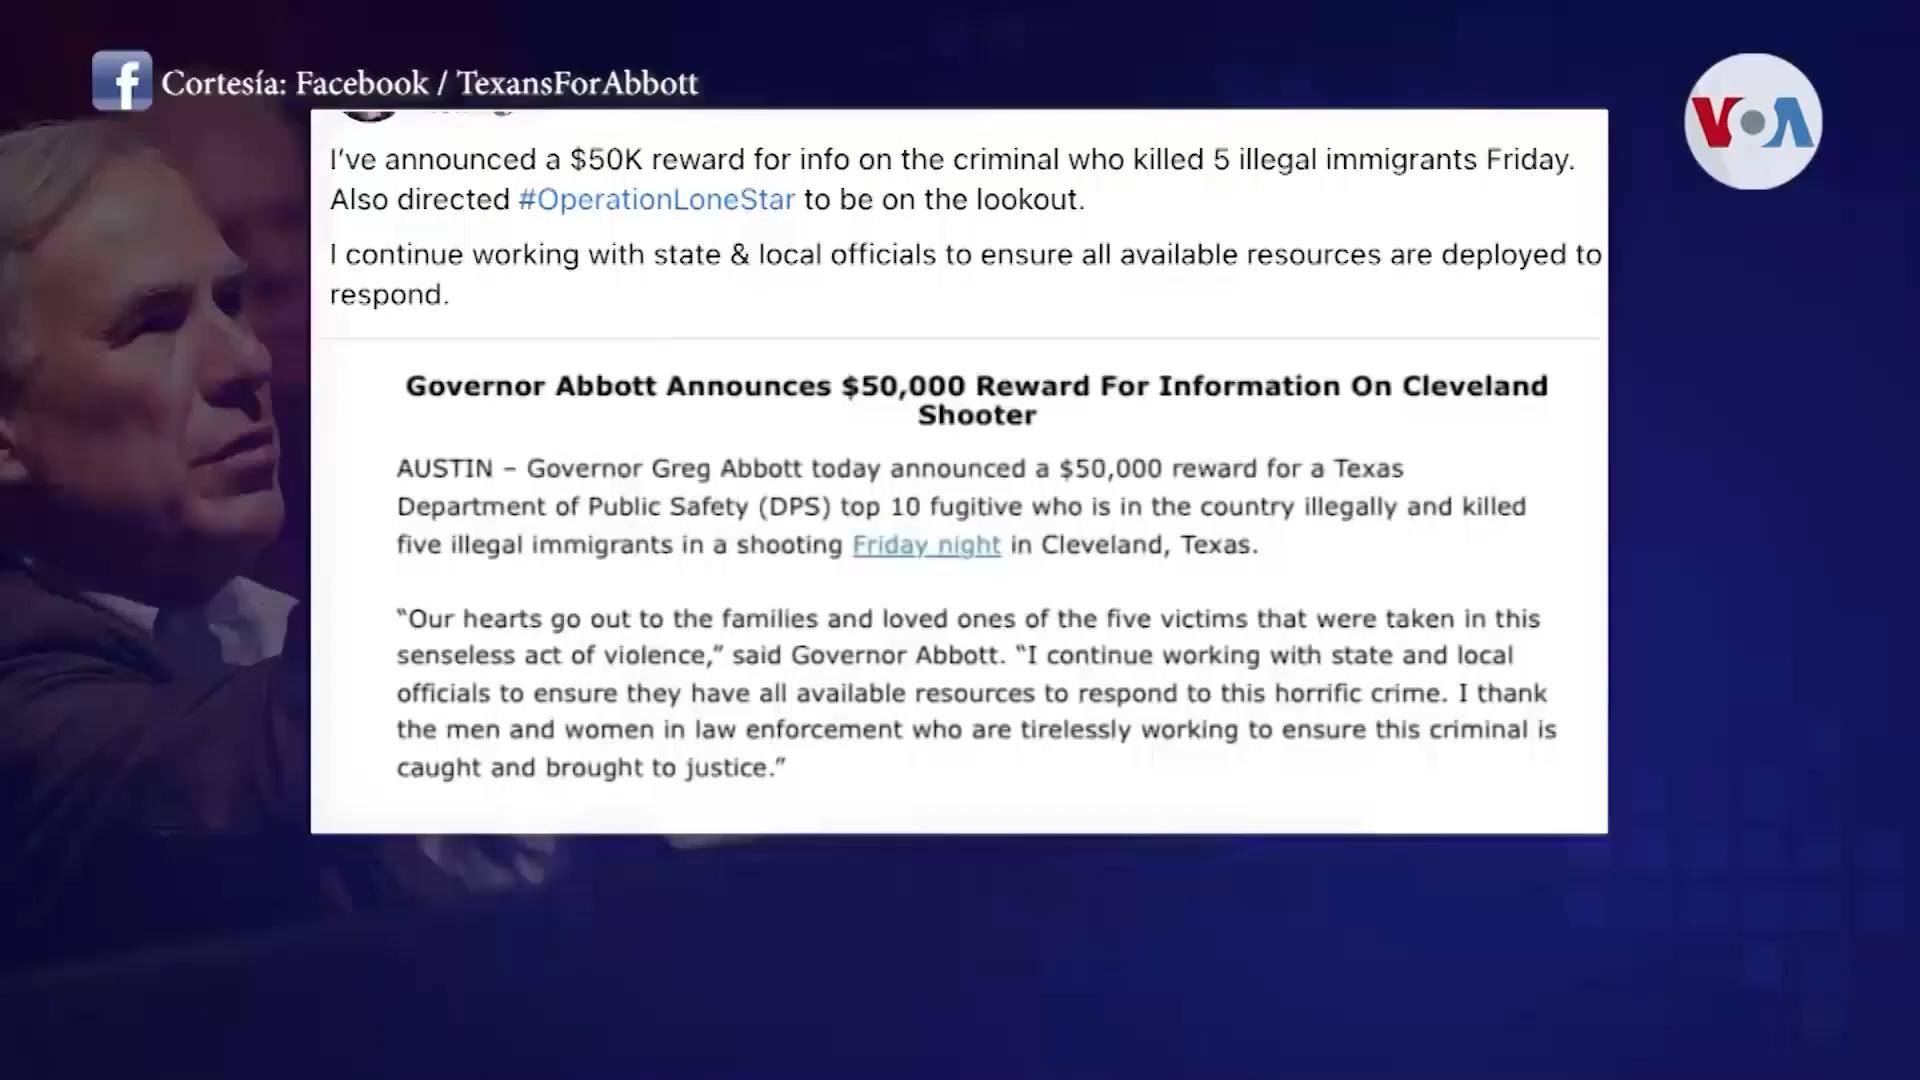 Cortesía: Facebook / TexansForAbbott
VOA
I've announced a $50K reward for info on the criminal who killed 5 illegal immigrants Friday.
Also directed #OperationLoneStar to be on the lookout.
I continue working with state & local officials to ensure all available resources are deployed to
respond.
Governor Abbott Announces $50,000 Reward For Information On Cleveland
Shooter
AUSTIN – Governor Greg Abbott today announced a $50,000 reward for a Texas
Department of Public Safety (DPS) top 10 fugitive who is in the country illegally and killed
five illegal immigrants in a shooting Friday night in Cleveland, Texas.
“Our hearts go out to the families and loved ones of the five victims that were taken in this
senseless act of violence,” said Governor Abbott. “I continue working with state and local
officials to ensure they have all available resources to respond to this horrific crime. I thank
the men and women in law enforcement who are tirelessly working to ensure this criminal is
caught and brought to justice.”